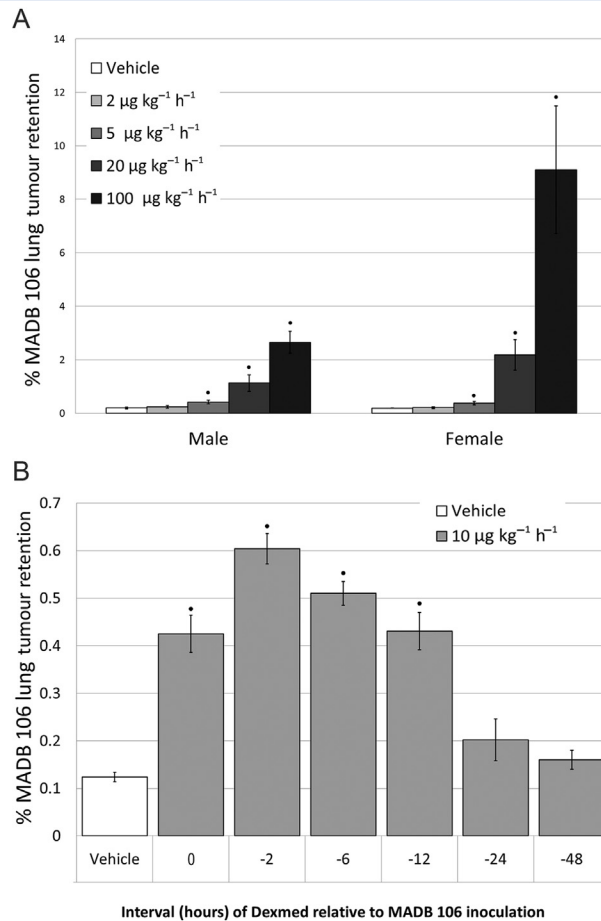 A
% MADB 106 lung tumour retention
14
12
10
8
6
4
2
0
Vehicle
2 µg kg⁻¹ h⁻¹
5 µg kg⁻¹ h⁻¹
20 µg kg⁻¹ h⁻¹
100 µg kg⁻¹ h⁻¹
Male Female
B
% MADB 106 lung tumour retention
0.7
0.6
0.5
0.4
0.3
0.2
0.1
0
Vehicle
10 µg kg⁻¹ h⁻¹
Vehicle 0 -2 -6 -12 -24 -48
Interval (hours) of Dexmed relative to MADB 106 inoculation